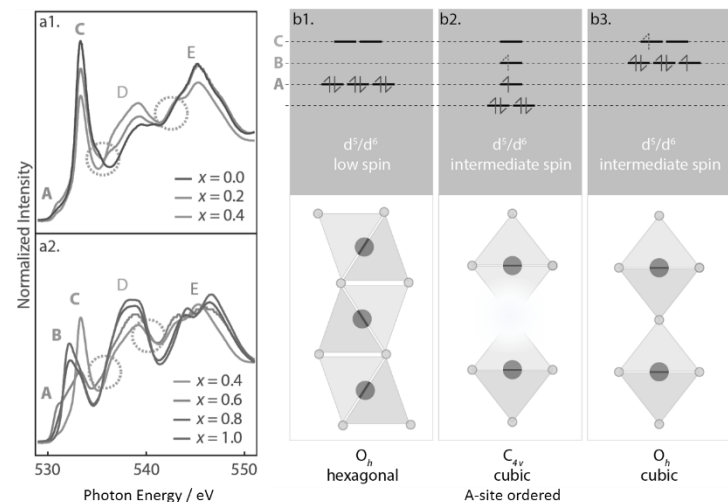 a1.
C
D
E
A
x = 0.0
x = 0.2
x = 0.4
a2.
B
C
D
E
A
x = 0.4
x = 0.6
x = 0.8
x = 1.0
Normalized Intensity
530 540 550
Photon Energy / eV
b1. b2. b3.
C
B
A
d⁵/d⁶
low spin
d⁵/d⁶
intermediate spin
d⁵/d⁶
intermediate spin
Oₕ
hexagonal
C₄ᵥ
cubic
A-site ordered
Oₕ
cubic